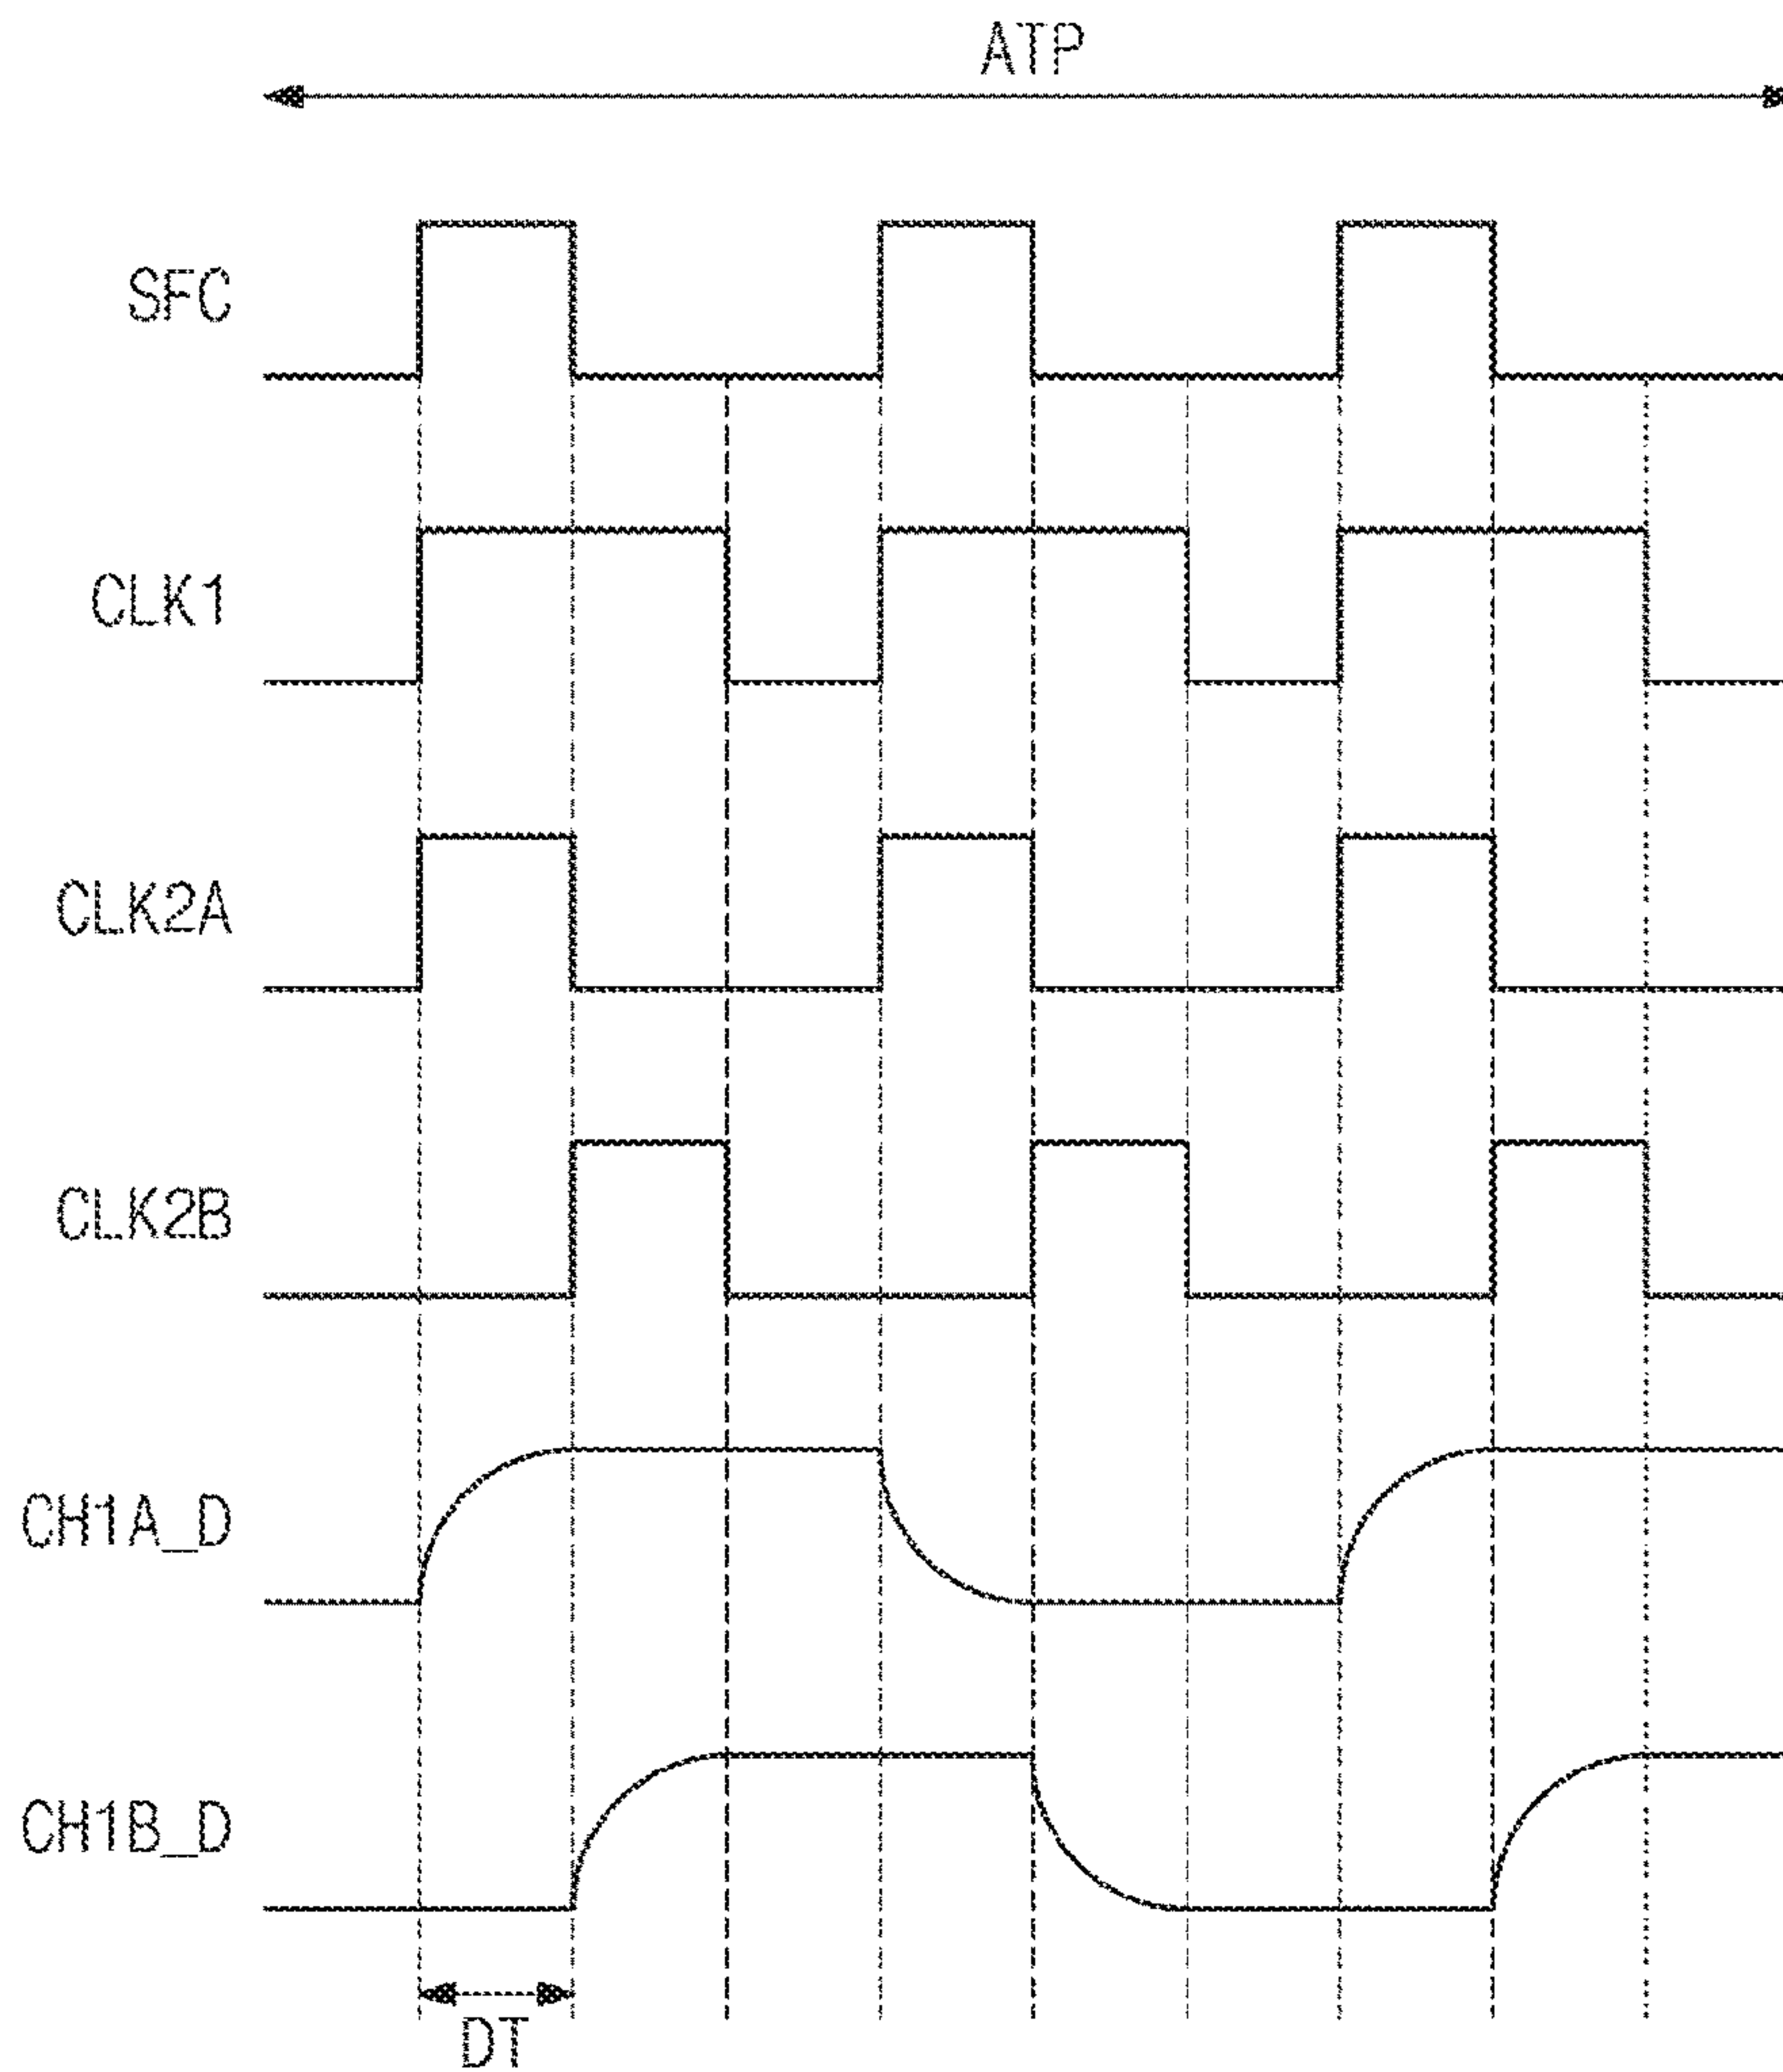 ATP
SFC
CLK1
CLK2A
CLK2B
CH1A_D
CH1B_D
DT